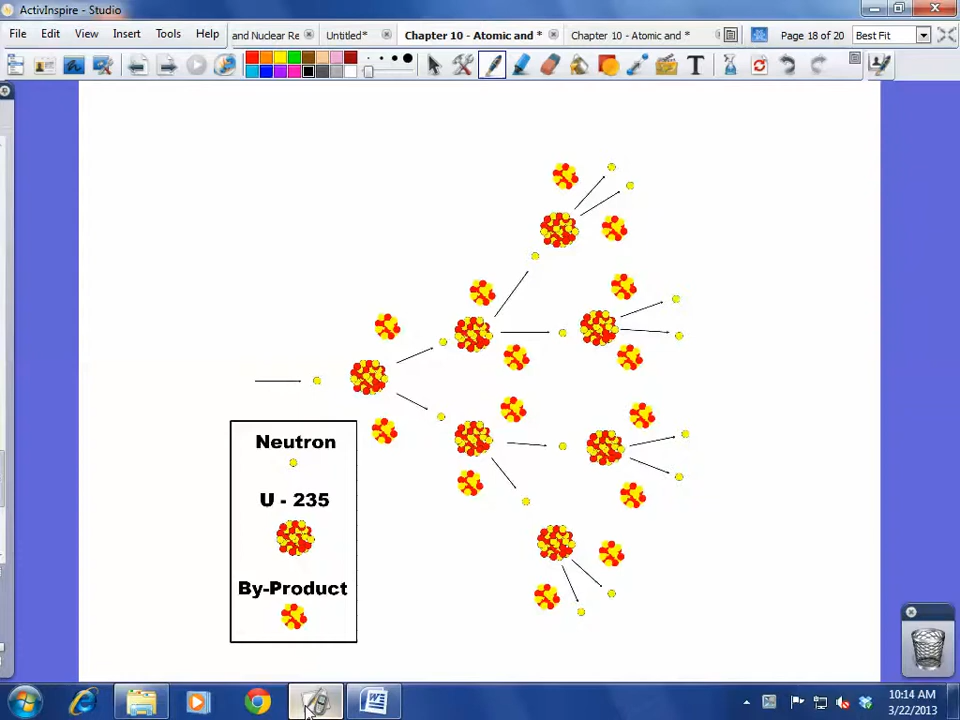 ActivInspire - Studio
File Edit View Insert Tools Help
and Nuclear Re
Untitled*
Chapter 10 - Atomic and *
Chapter 10 - Atomic and *
Page 18 of 20
Best Fit
T
Neutron
U - 235
By-Product
10:14 AM
3/22/2013